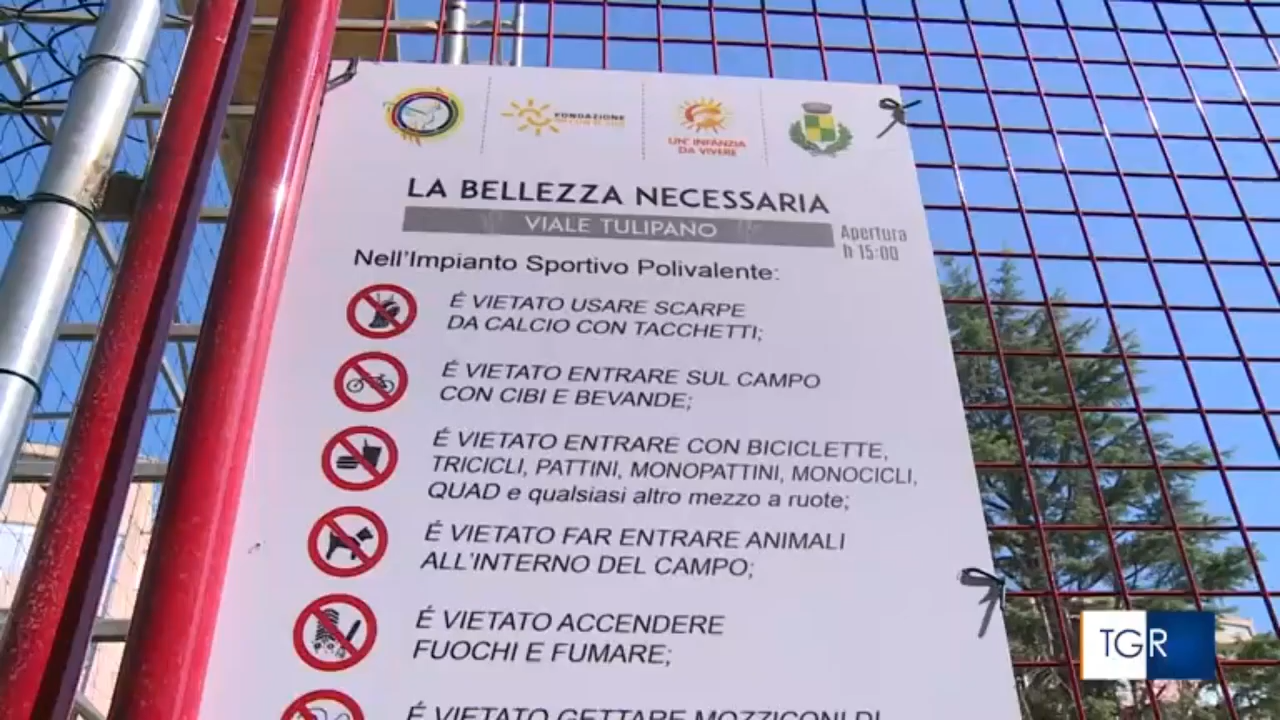 FONDAZIONE
UN'INFANZIA
DA VIVERE
LA BELLEZZA NECESSARIA
VIALE TULIPANO
Apertura
h 15:00
Nell'Impianto Sportivo Polivalente:
É VIETATO USARE SCARPE
DA CALCIO CON TACCHETTI;
É VIETATO ENTRARE SUL CAMPO
CON CIBI E BEVANDE;
É VIETATO ENTRARE CON BICICLETTE,
TRICICLI, PATTINI, MONOPATTINI, MONOCICLI,
QUAD e qualsiasi altro mezzo a ruote;
É VIETATO FAR ENTRARE ANIMALI
ALL'INTERNO DEL CAMPO;
É VIETATO ACCENDERE
FUOCHI E FUMARE;
É VIETATO GETTARE MOZZICONI DI
TGR